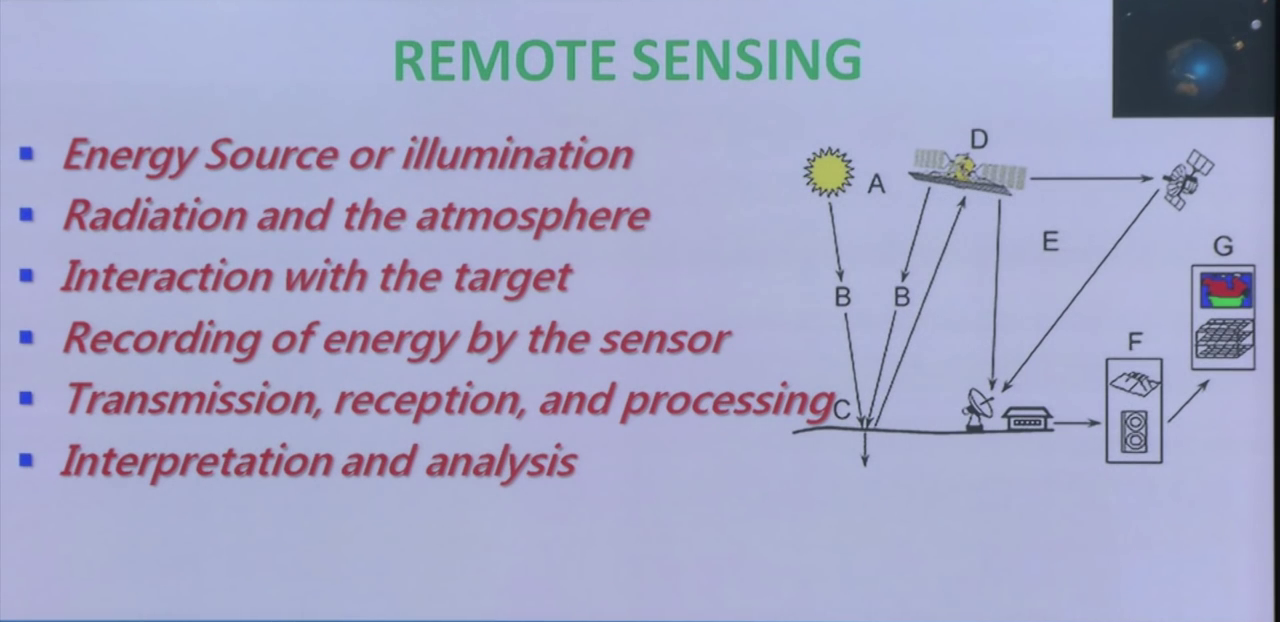 REMOTE SENSING
Energy Source or illumination
Radiation and the atmosphere
Interaction with the target
Recording of energy by the sensor
Transmission, reception, and processing
Interpretation and analysis
D
A
E
G
B
B
F
C